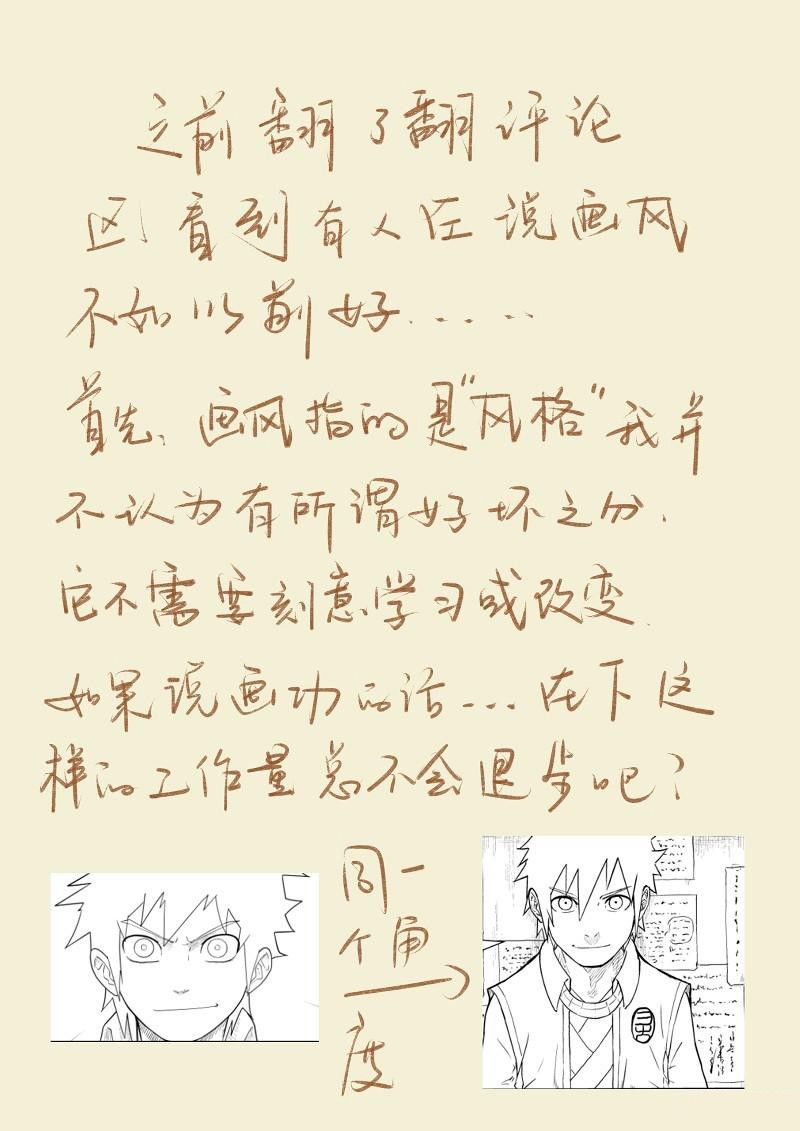 之前翻了翻评论
区，看到有人在说画风
不如以前好......
首先，画风指的是"风格"我并
不认为有所谓好坏之分，
它不需要刻意学习或改变，
如果说画功的话...在下这
样的工作量总不会退步吧？
同一
个角
度